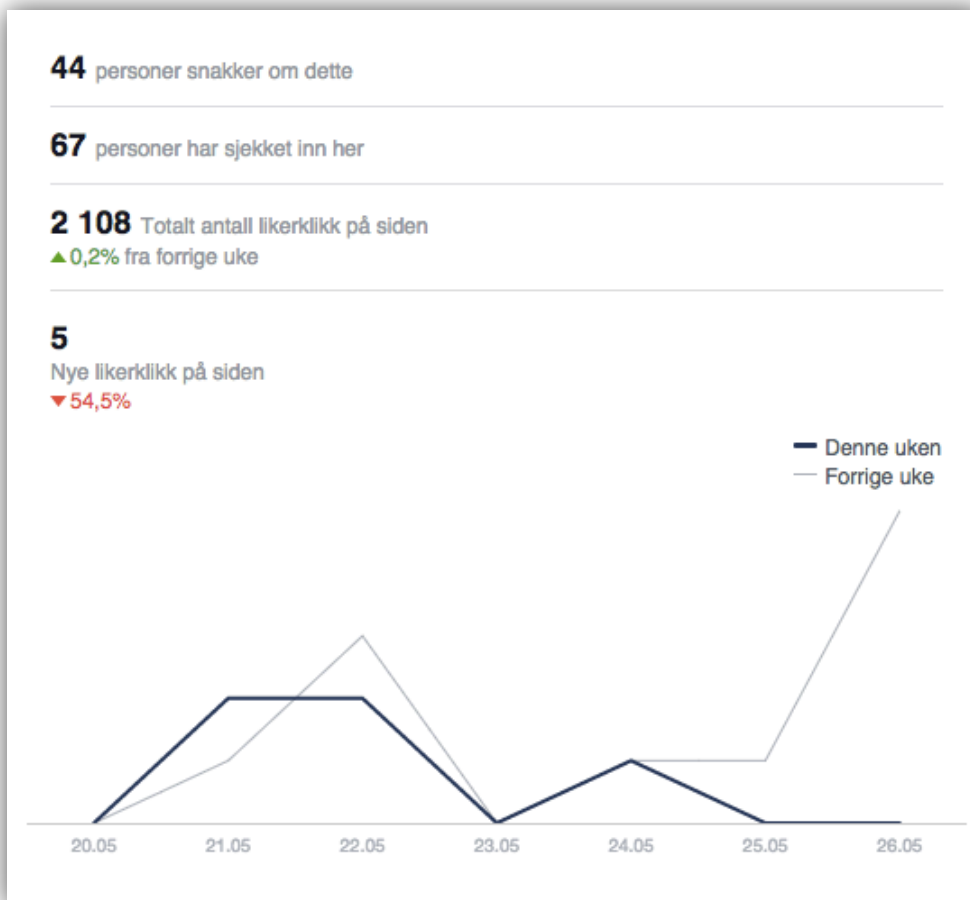 44 personer snakker om dette
67 personer har sjekket inn her
2 108 Totalt antall likerklikk på siden
▲0,2% fra forrige uke
5
Nye likerklikk på siden
▼54,5%
Denne uken
Forrige uke
20.05 21.05 22.05 23.05 24.05 25.05 26.05